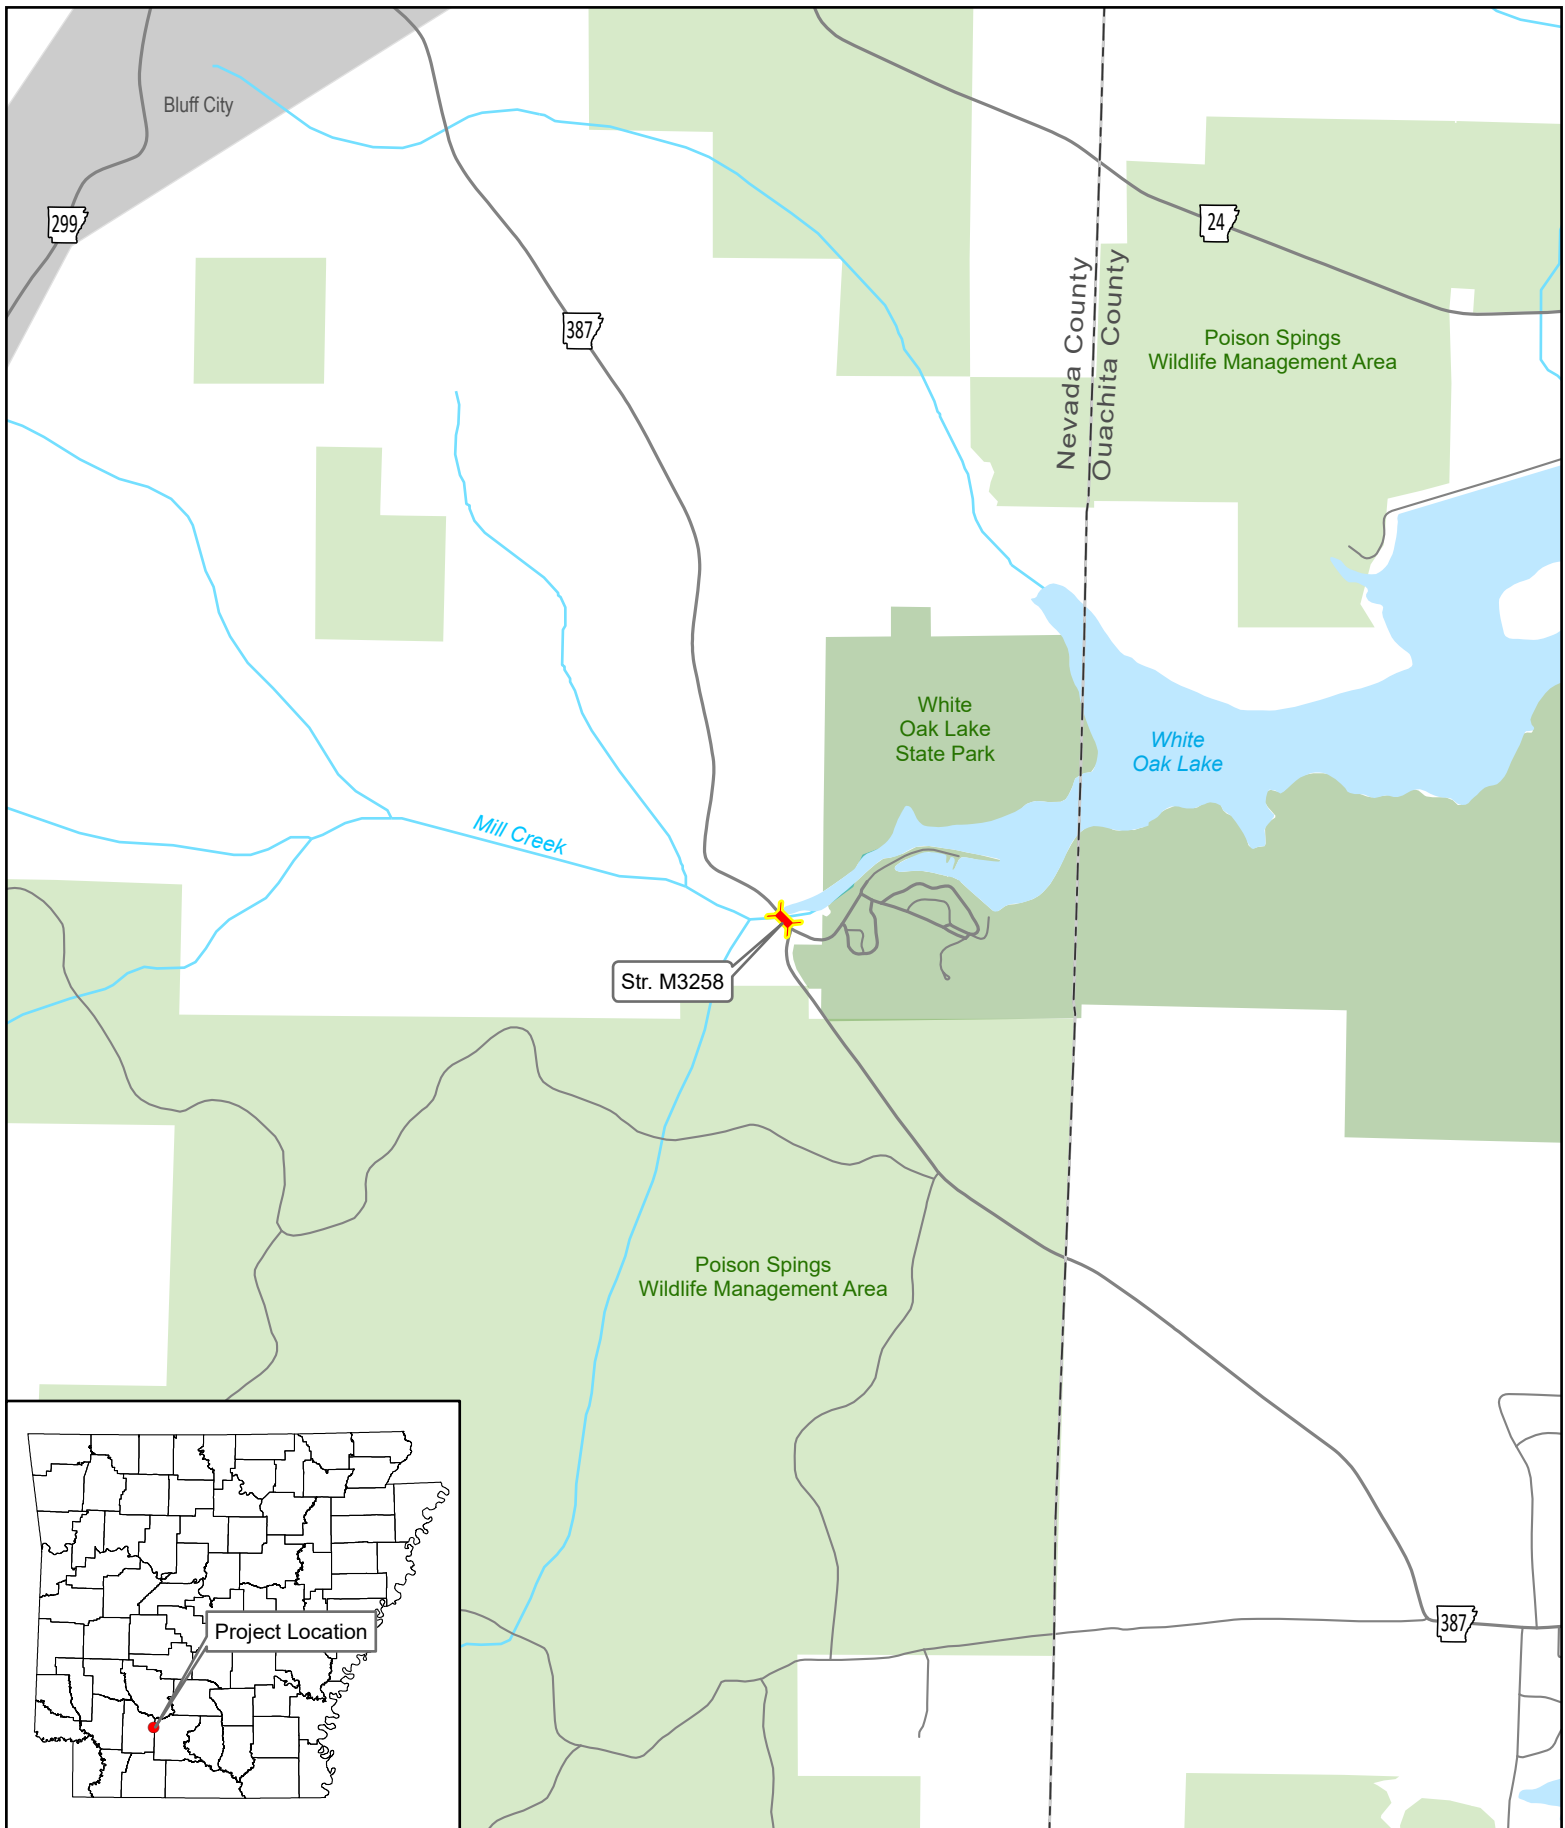 Bluff City
299
24
387
Nevada County
Ouachita County
Poison Spings
Wildlife Management Area
White
Oak Lake
State Park
White
Oak Lake
Mill Creek
Str. M3258
Poison Spings
Wildlife Management Area
Project Location
387